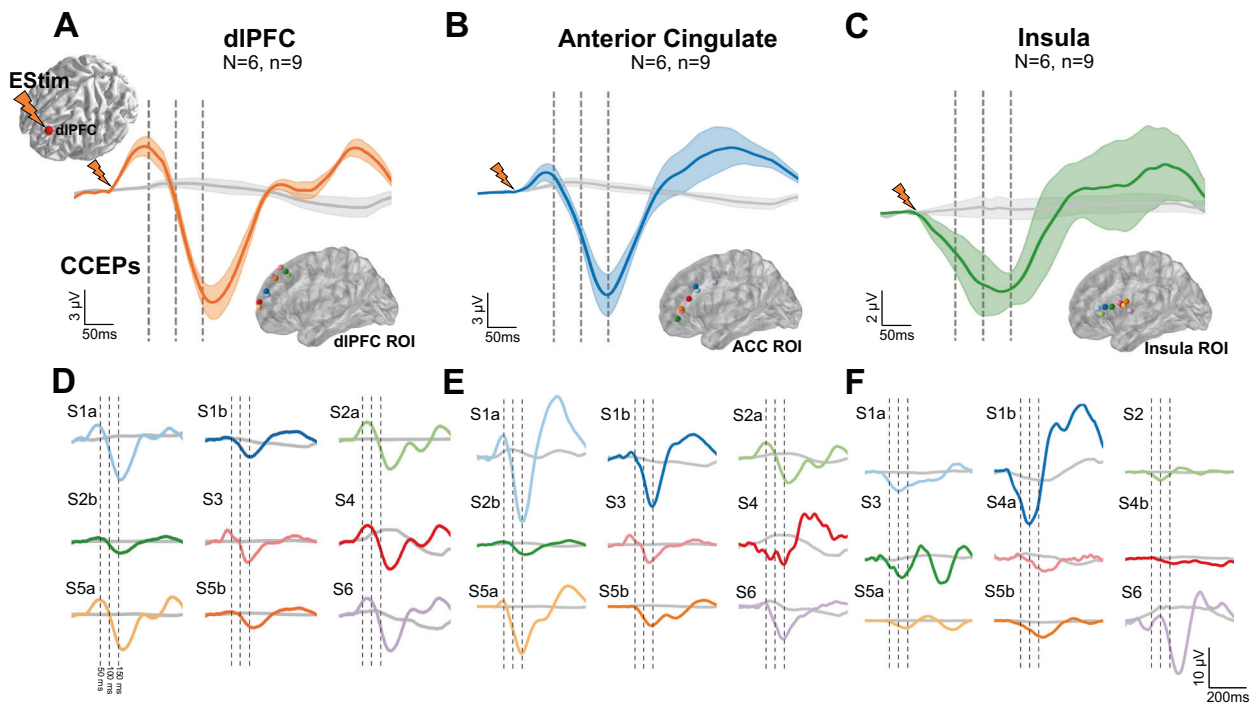 A
dlPFC
N=6, n=9
B
Anterior Cingulate
N=6, n=9
C
Insula
N=6, n=9
EStim
dlPFC
CCEPs
3 µV
50ms
dlPFC ROI
3 µV
50ms
ACC ROI
2 µV
50ms
Insula ROI
D
S1a
S1b
S2a
S2b
S3
S4
S5a
S5b
S6
50 ms
100 ms
150 ms
E
S1a
S1b
S2a
S2b
S3
S4
S5a
S5b
S6
F
S1a
S1b
S2
S3
S4a
S4b
S5a
S5b
S6
10 µV
200ms